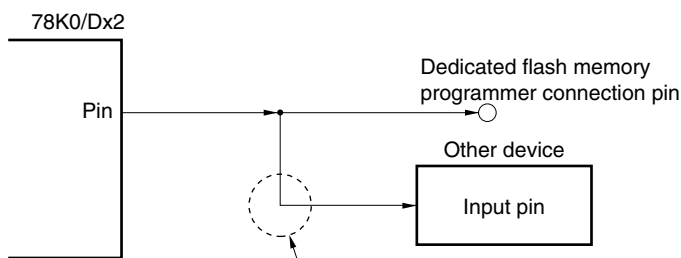 78K0/Dx2
Dedicated flash memory
programmer connection pin
Pin
Other device
Input pin